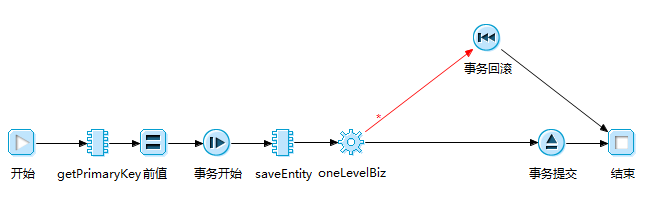 事务回滚
*
开始
getPrimaryKey
前值
事务开始
saveEntity
oneLevelBiz
事务提交
结束